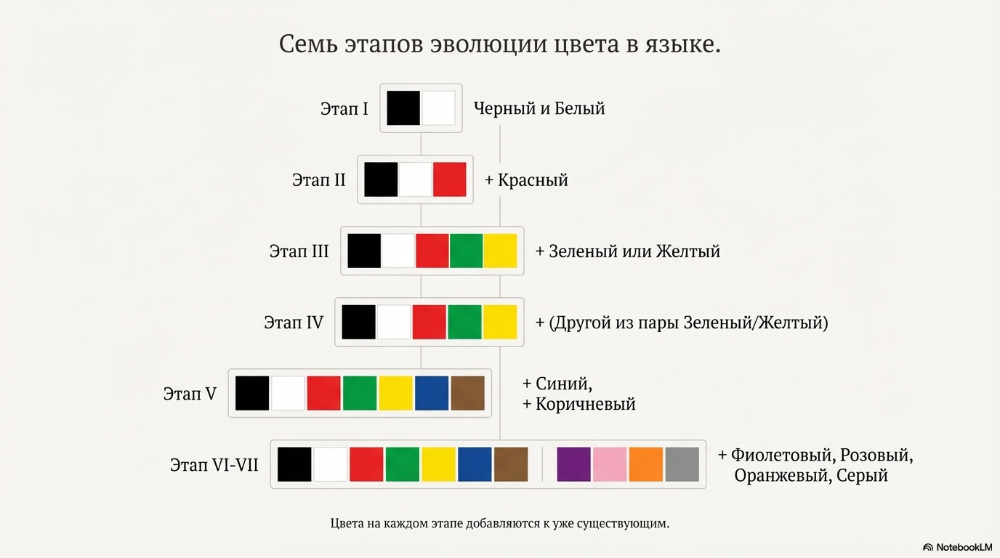 Семь этапов эволюции цвета в языке.
Этап I
Черный и Белый
Этап II
+ Красный
Этап III
+ Зеленый или Желтый
Этап IV
+ (Другой из пары Зеленый/Желтый)
Этап V
+ Синий,
+ Коричневый
Этап VI-VII
+ Фиолетовый, Розовый,
Оранжевый, Серый
Цвета на каждом этапе добавляются к уже существующим.
NotebookLM